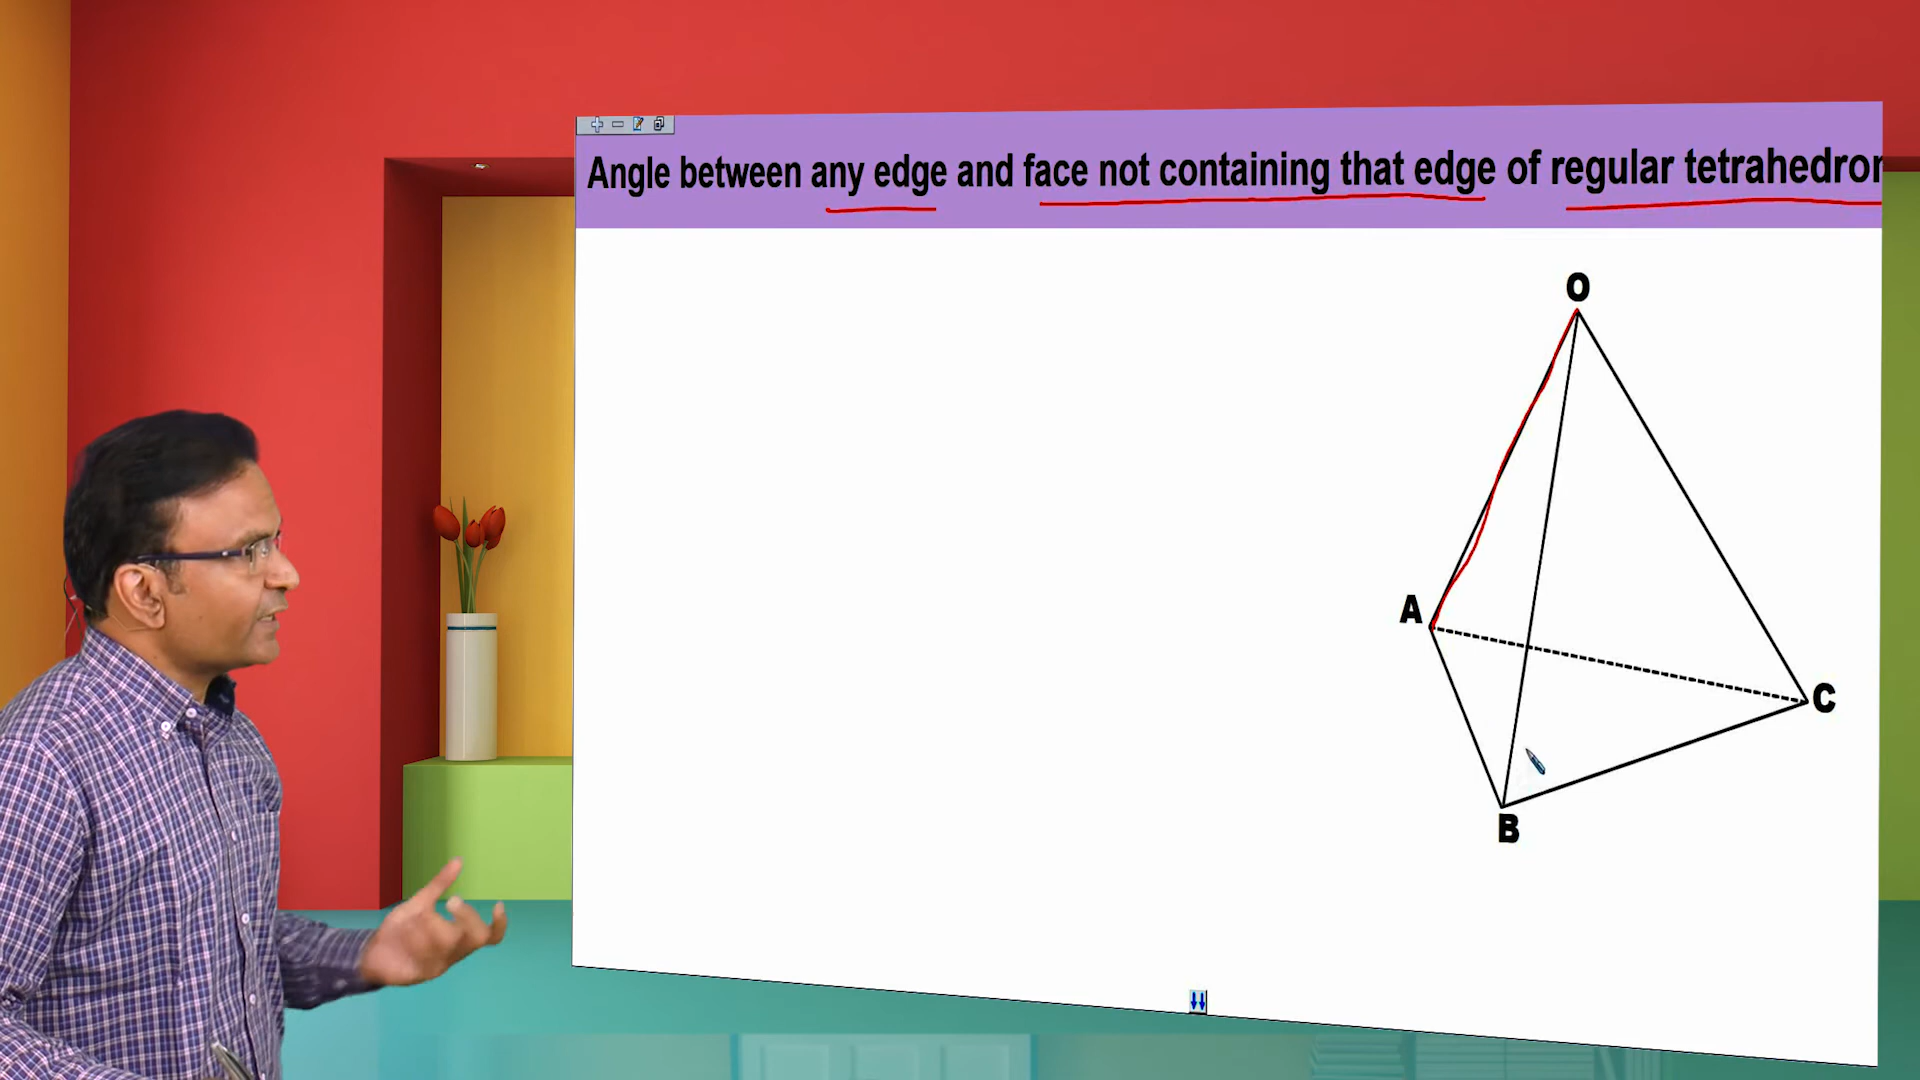 Angle between any edge and face not containing that edge of regular tetrahedron
O
A
C
B